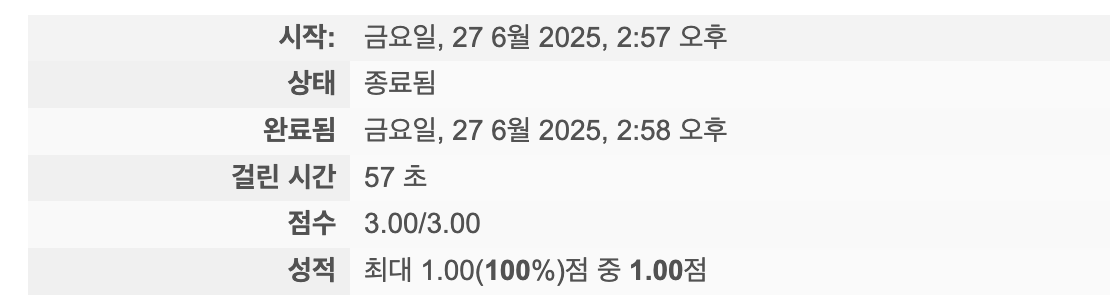 시작: 금요일, 27 6월 2025, 2:57 오후
상태 종료됨
완료됨 금요일, 27 6월 2025, 2:58 오후
걸린 시간 57 초
점수 3.00/3.00
성적 최대 1.00(100%)점 중 1.00점